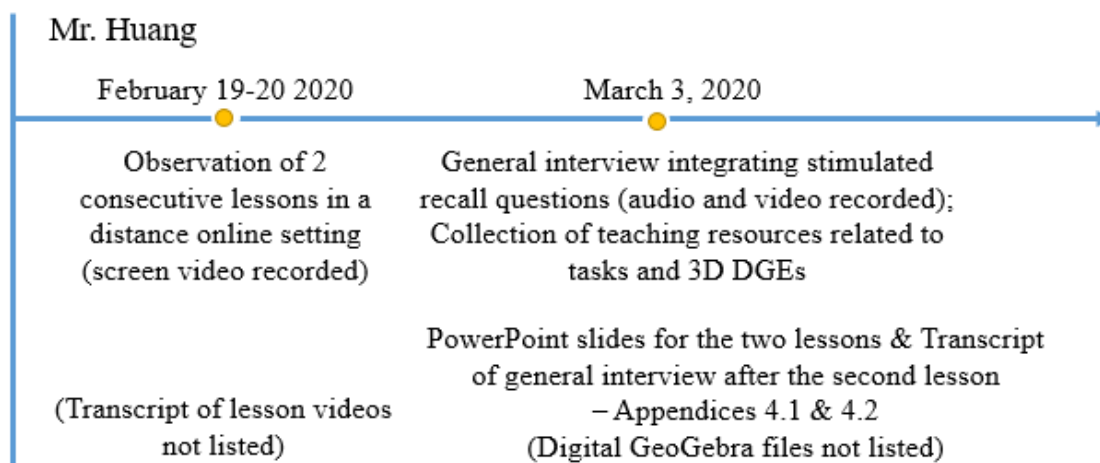 Mr. Huang
February 19-20 2020
March 3, 2020
Observation of 2
consecutive lessons in a
distance online setting
(screen video recorded)
General interview integrating stimulated
recall questions (audio and video recorded);
Collection of teaching resources related to
tasks and 3D DGEs
(Transcript of lesson videos
not listed)
PowerPoint slides for the two lessons & Transcript
of general interview after the second lesson
– Appendices 4.1 & 4.2
(Digital GeoGebra files not listed)